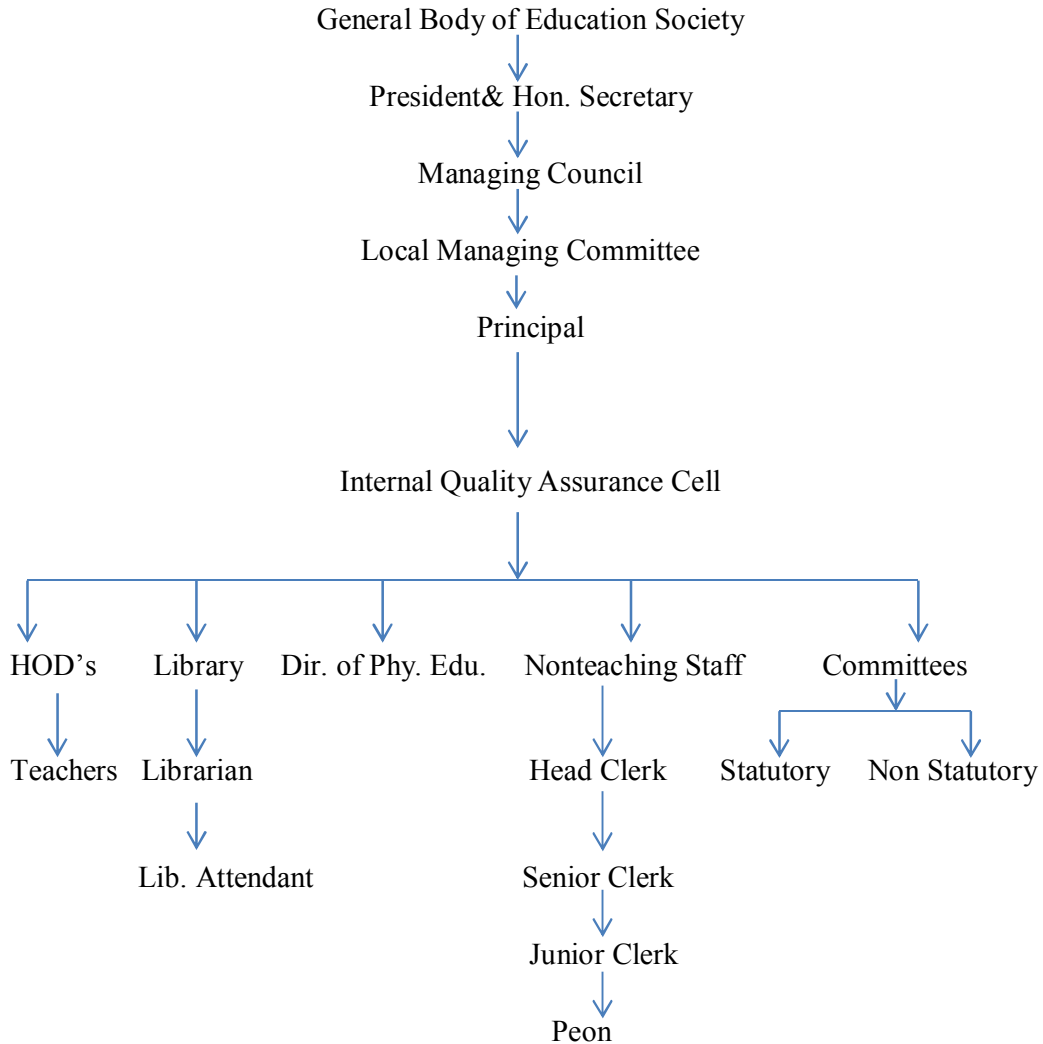 General Body of Education Society
President& Hon. Secretary
Managing Council
Local Managing Committee
Principal
Internal Quality Assurance Cell
HOD’s Library Dir. of Phy. Edu. Nonteaching Staff Committees
Teachers Librarian Head Clerk Statutory Non Statutory
Lib. Attendant Senior Clerk
Junior Clerk
Peon